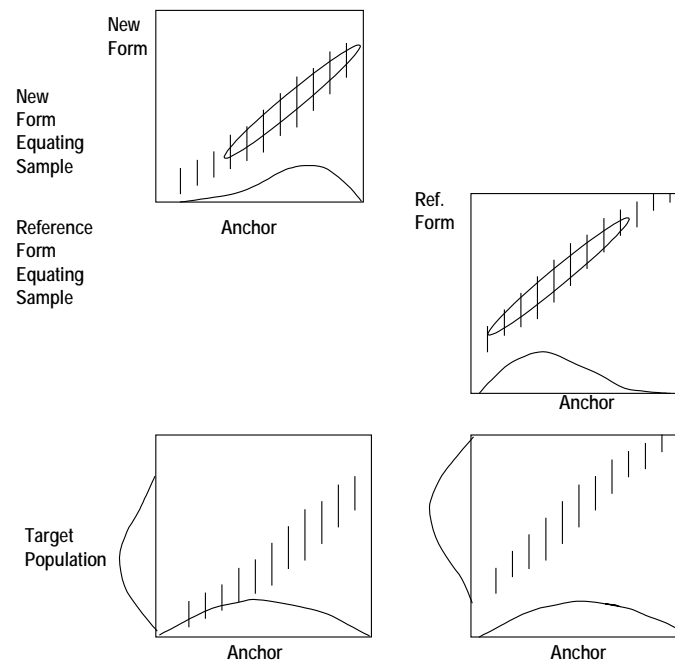 New
Form
New
Form
Equating
Sample
Anchor
Ref.
Form
Reference
Form
Equating
Sample
Anchor
Target
Population
Anchor
Anchor